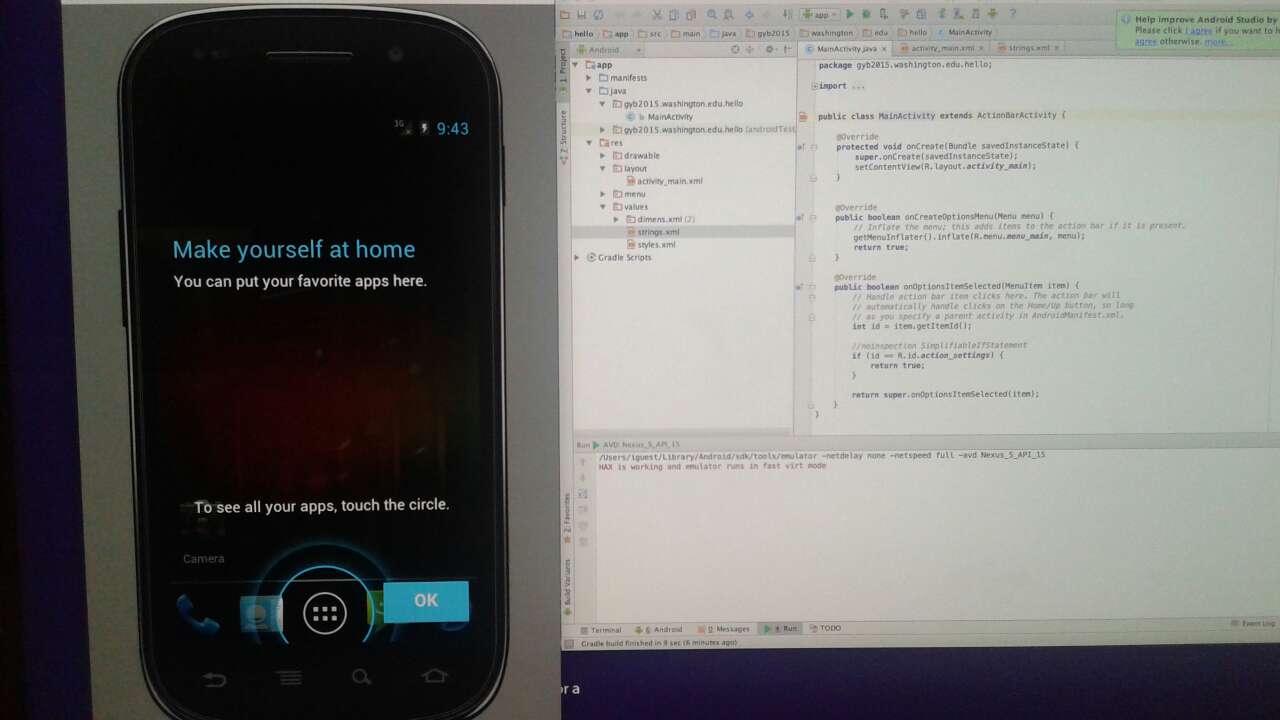 3G 9:43
Make yourself at home
You can put your favorite apps here.
To see all your apps, touch the circle.
Camera
OK
app
Help improve Android Studio by
Please click I agree if you want to h
agree otherwise. more...
hello app src main java gyb2015 washington edu hello MainActivity
1: Project
7: Structure
2: Favorites
Build Variants
Android
app
manifests
java
gyb2015.washington.edu.hello
MainActivity
gyb2015.washington.edu.hello (androidTest
res
drawable
layout
activity_main.xml
menu
values
dimens.xml (2)
strings.xml
styles.xml
Gradle Scripts
MainActivity.java activity_main.xml strings.xml
package gyb2015.washington.edu.hello;
import ...
public class MainActivity extends ActionBarActivity {
@Override
protected void onCreate(Bundle savedInstanceState) {
super.onCreate(savedInstanceState);
setContentView(R.layout.activity_main);
}
@Override
public boolean onCreateOptionsMenu(Menu menu) {
// Inflate the menu; this adds items to the action bar if it is present.
getMenuInflater().inflate(R.menu.menu_main, menu);
return true;
}
@Override
public boolean onOptionsItemSelected(MenuItem item) {
// Handle action bar item clicks here. The action bar will
// automatically handle clicks on the Home/Up button, so long
// as you specify a parent activity in AndroidManifest.xml.
int id = item.getItemId();
//noinspection SimplifiableIfStatement
if (id == R.id.action_settings) {
return true;
}
return super.onOptionsItemSelected(item);
}
}
Run AVD: Nexus_5_API_15
/Users/iguest/Library/Android/sdk/tools/emulator -netdelay none -netspeed full -avd Nexus_5_API_15
HAX is working and emulator runs in fast virt mode
Terminal 6: Android 0: Messages 4: Run TODO
Event Log
Gradle build finished in 9 sec (6 minutes ago)
or a